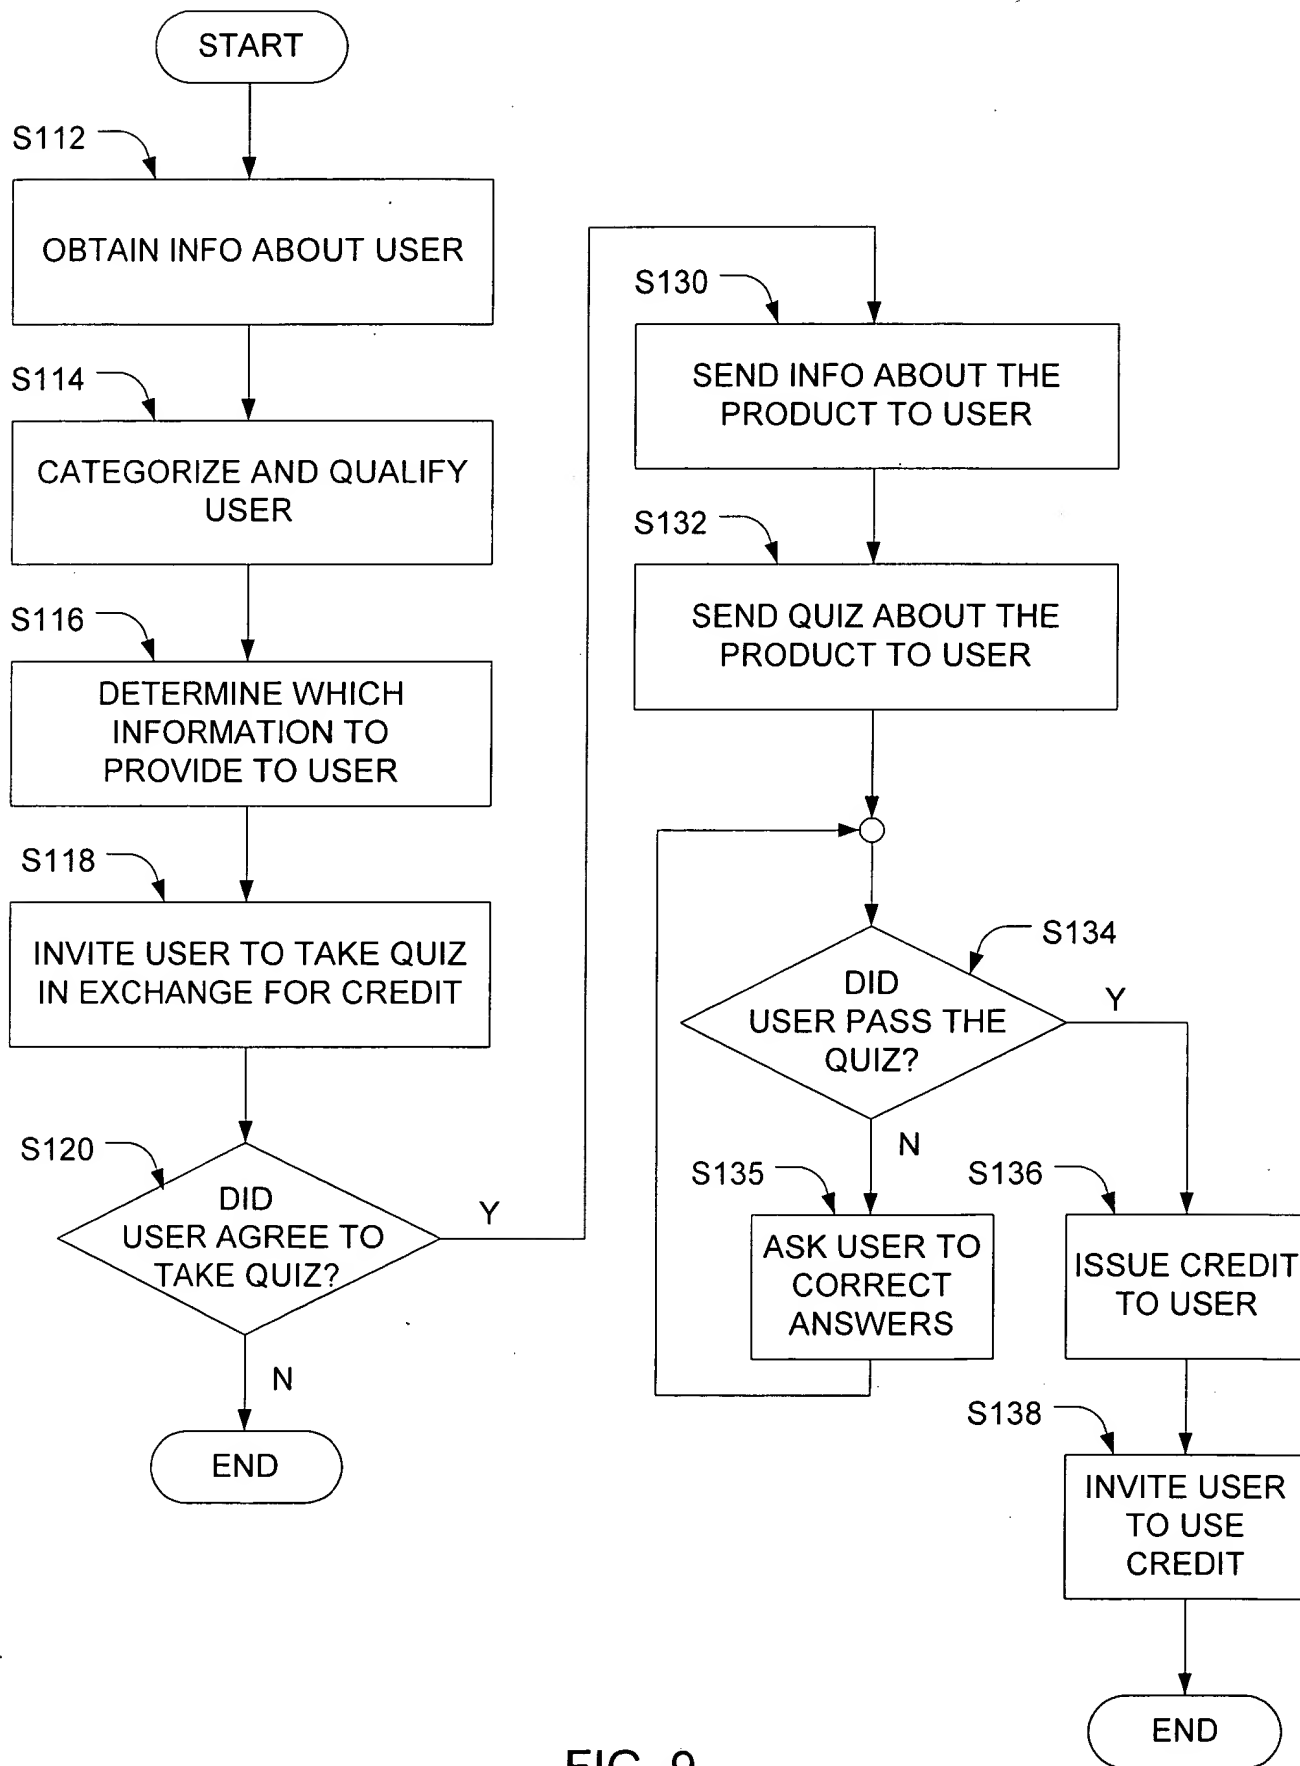 START
S112
OBTAIN INFO ABOUT USER
S114
CATEGORIZE AND QUALIFY
USER
S116
DETERMINE WHICH
INFORMATION TO
PROVIDE TO USER
S118
INVITE USER TO TAKE QUIZ
IN EXCHANGE FOR CREDIT
S120
DID
USER AGREE TO
TAKE QUIZ?
Y
N
END
S130
SEND INFO ABOUT THE
PRODUCT TO USER
S132
SEND QUIZ ABOUT THE
PRODUCT TO USER
S134
DID
USER PASS THE
QUIZ?
Y
N
S135
ASK USER TO
CORRECT
ANSWERS
S136
ISSUE CREDIT
TO USER
S138
INVITE USER
TO USE
CREDIT
END
FIG. 9